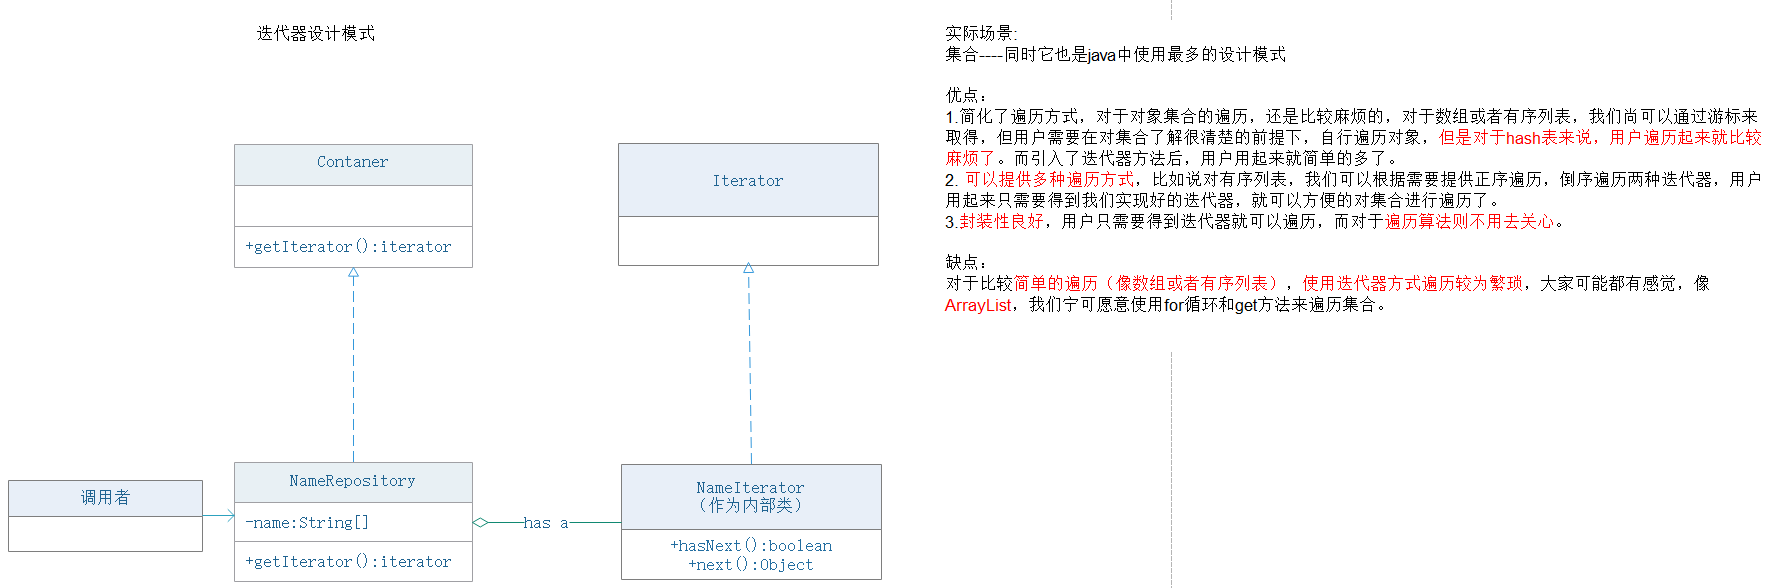 迭代器设计模式
Contaner
+getIterator():iterator
Iterator
调用者
NameRepository
-name:String[]
+getIterator():iterator
has a
NameIterator
（作为内部类）
+hasNext():boolean
+next():Object
实际场景:
集合----同时它也是java中使用最多的设计模式
优点：
1.简化了遍历方式，对于对象集合的遍历，还是比较麻烦的，对于数组或者有序列表，我们尚可以通过游标来
取得，但用户需要在对集合了解很清楚的前提下，自行遍历对象，但是对于hash表来说，用户遍历起来就比较
麻烦了。而引入了迭代器方法后，用户用起来就简单的多了。
2. 可以提供多种遍历方式，比如说对有序列表，我们可以根据需要提供正序遍历，倒序遍历两种迭代器，用户
用起来只需要得到我们实现好的迭代器，就可以方便的对集合进行遍历了。
3.封装性良好，用户只需要得到迭代器就可以遍历，而对于遍历算法则不用去关心。
缺点：
对于比较简单的遍历（像数组或者有序列表），使用迭代器方式遍历较为繁琐，大家可能都有感觉，像
ArrayList，我们宁可愿意使用for循环和get方法来遍历集合。